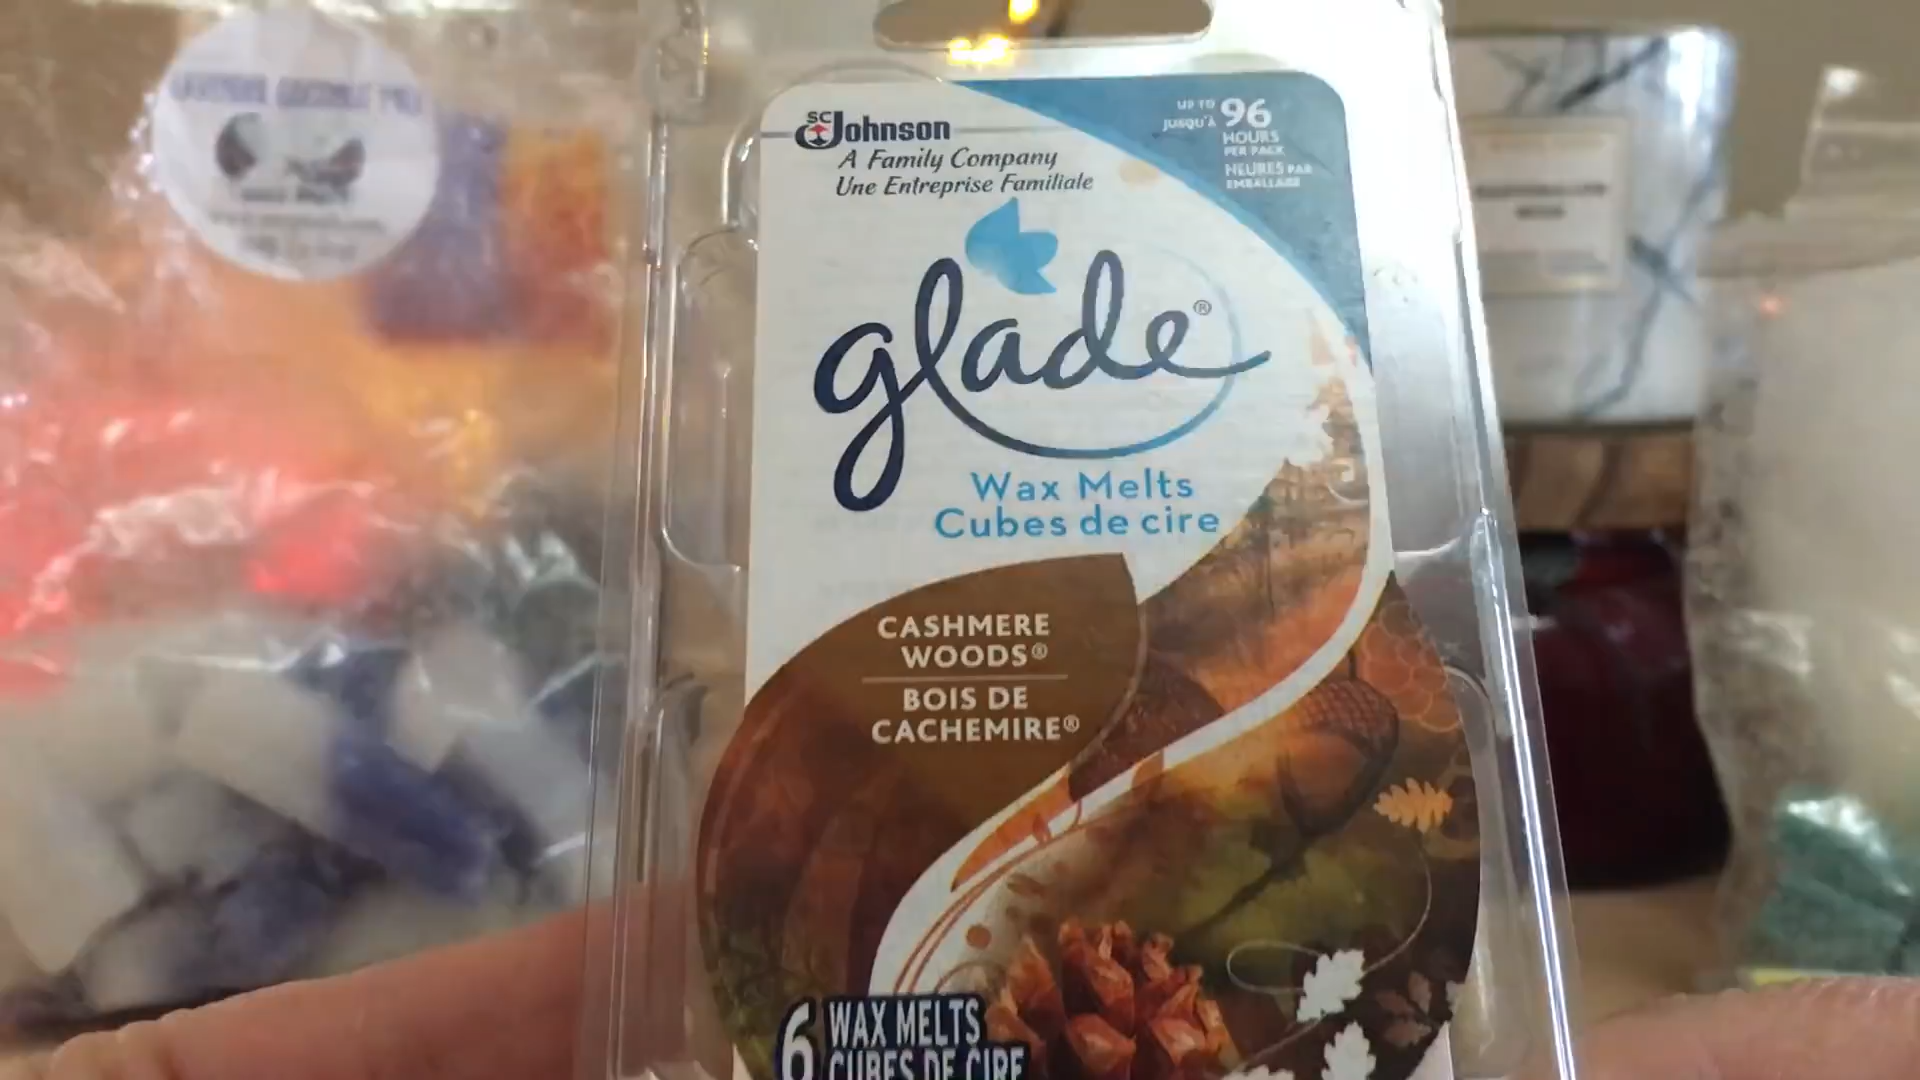 SC Johnson
A Family Company
Une Entreprise Familiale
UP TO
JUSQU'À
96
HOURS
PER PACK
HEURES PAR
EMBALLAGE
glade®
Wax Melts
Cubes de cire
CASHMERE
WOODS®
BOIS DE
CACHEMIRE®
6 WAX MELTS
CUBES DE CIRE